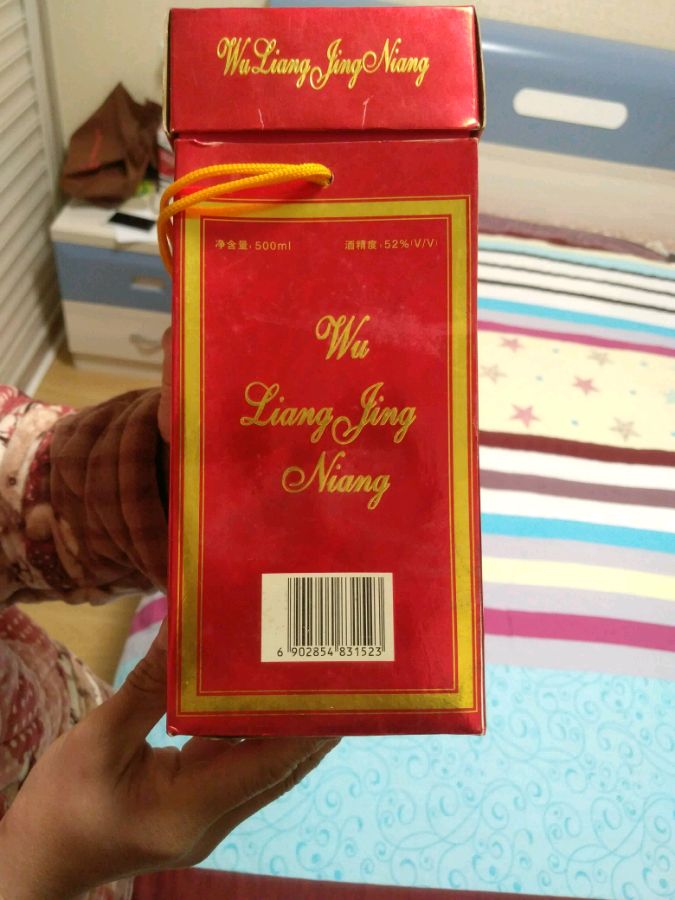 Wu Liang Jing Niang
净含量：500ml 酒精度：52%(V/V)
Wu
Liang Jing
Niang
6 902854 831523